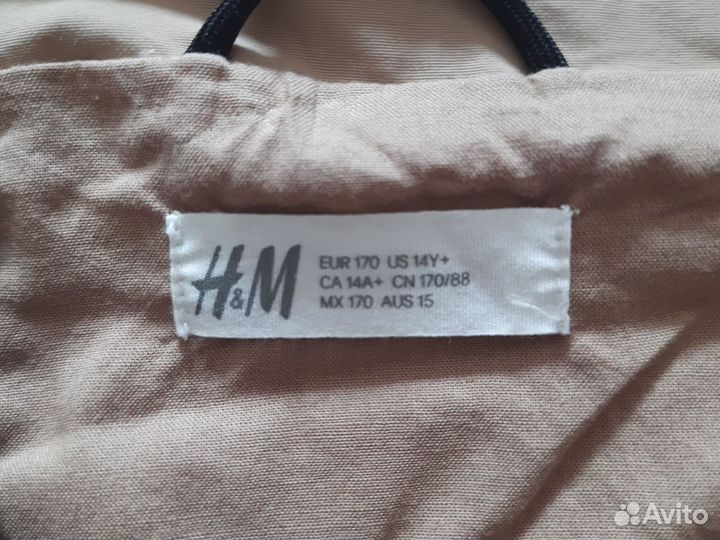 H&M
EUR 170 US 14Y+
CA 14A+ CN 170/88
MX 170 AUS 15
Avito